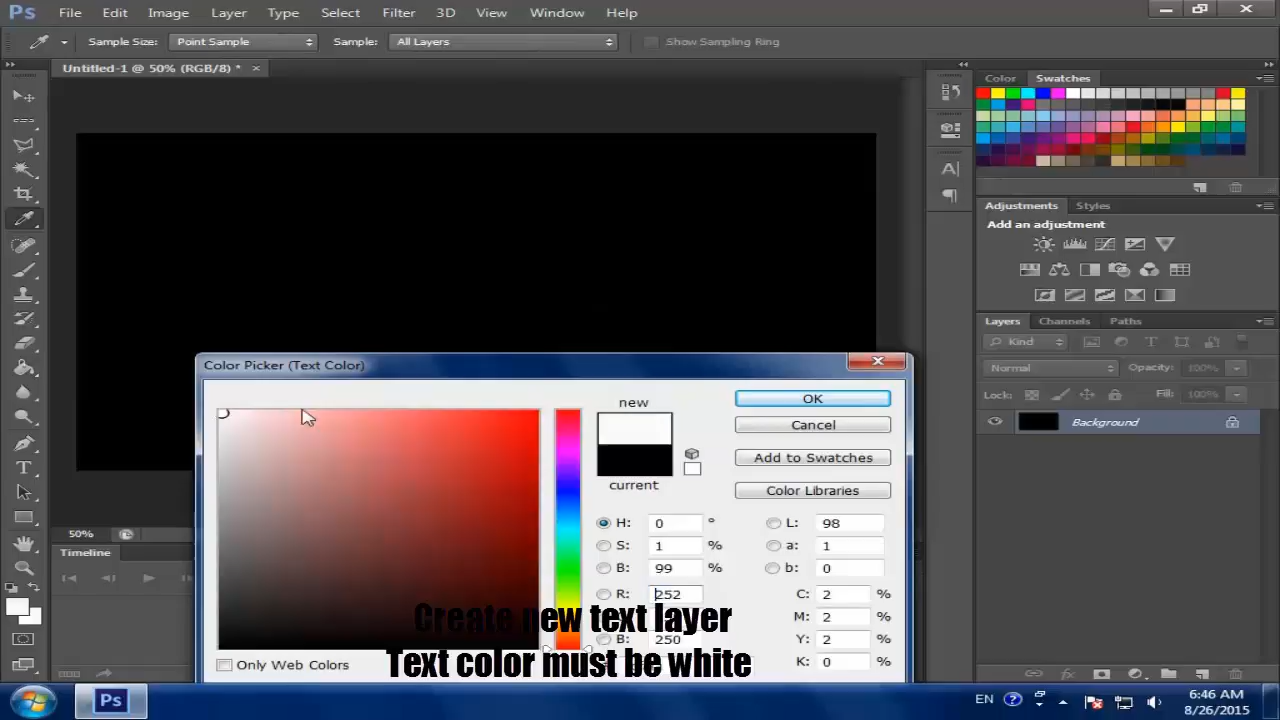 Ps File Edit Image Layer Type Select Filter 3D View Window Help
Sample Size: Point Sample Sample: All Layers Show Sampling Ring
Untitled-1 @ 50% (RGB/8) * ×
Color Swatches
Adjustments Styles
Add an adjustment
Layers Channels Paths
Kind
Normal Opacity: 100%
Lock: Fill: 100%
Background
50%
Timeline
Color Picker (Text Color)
new
current
OK
Cancel
Add to Swatches
Color Libraries
H: 0 °
S: 1 %
B: 99 %
R: 252
B: 250
L: 98
a: 1
b: 0
C: 2 %
M: 2 %
Y: 2 %
K: 0 %
Only Web Colors
Create new text layer
Text color must be white
Ps
EN
6:46 AM
8/26/2015